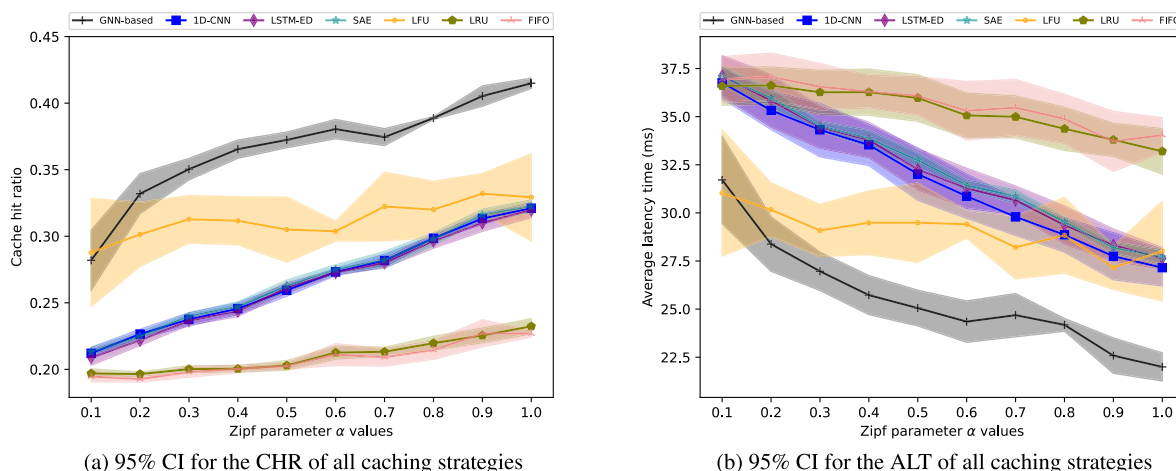 GNN-based 1D-CNN LSTM-ED SAE LFU LRU FIFO
0.45
0.40
0.35
0.30
0.25
0.20
Cache hit ratio
0.1 0.2 0.3 0.4 0.5 0.6 0.7 0.8 0.9 1.0
Zipf parameter α values
(a) 95% CI for the CHR of all caching strategies
GNN-based 1D-CNN LSTM-ED SAE LFU LRU FIFO
37.5
35.0
32.5
30.0
27.5
25.0
22.5
Average latency time (ms)
0.1 0.2 0.3 0.4 0.5 0.6 0.7 0.8 0.9 1.0
Zipf parameter α values
(b) 95% CI for the ALT of all caching strategies